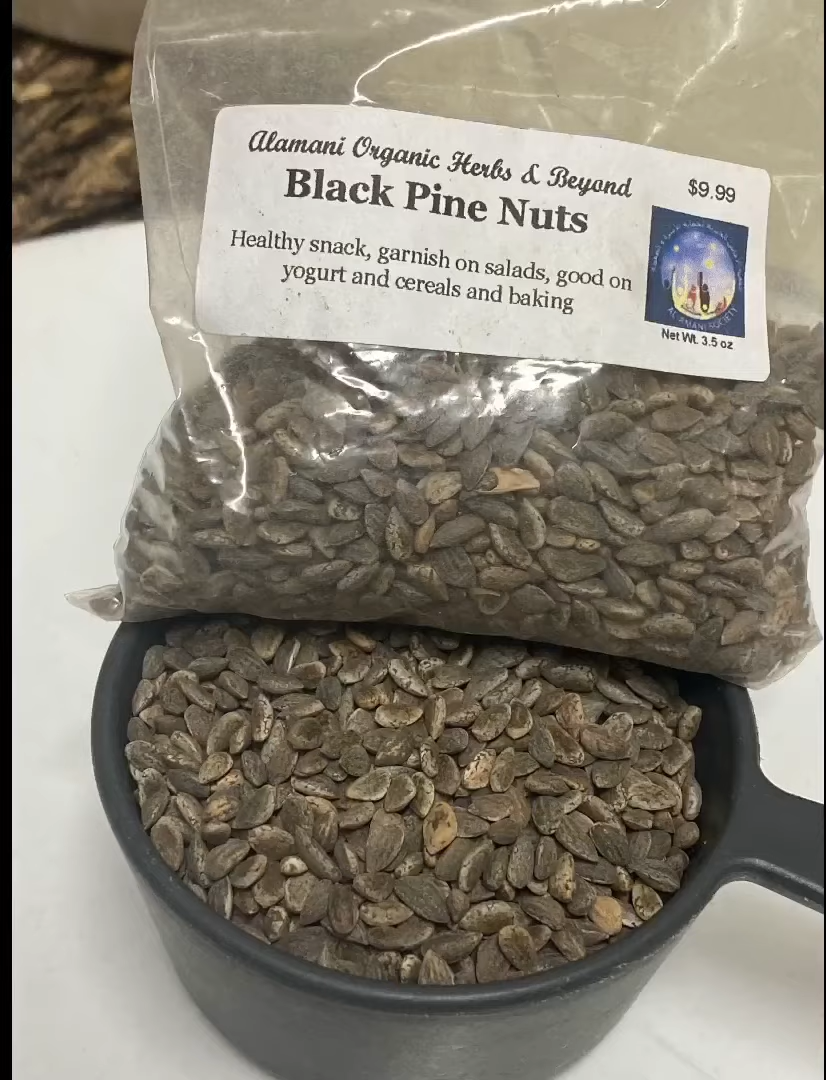 Alamani Organic Herbs & Beyond
$9.99
Black Pine Nuts
Healthy snack, garnish on salads, good on
yogurt and cereals and baking
Net Wt. 3.5 oz